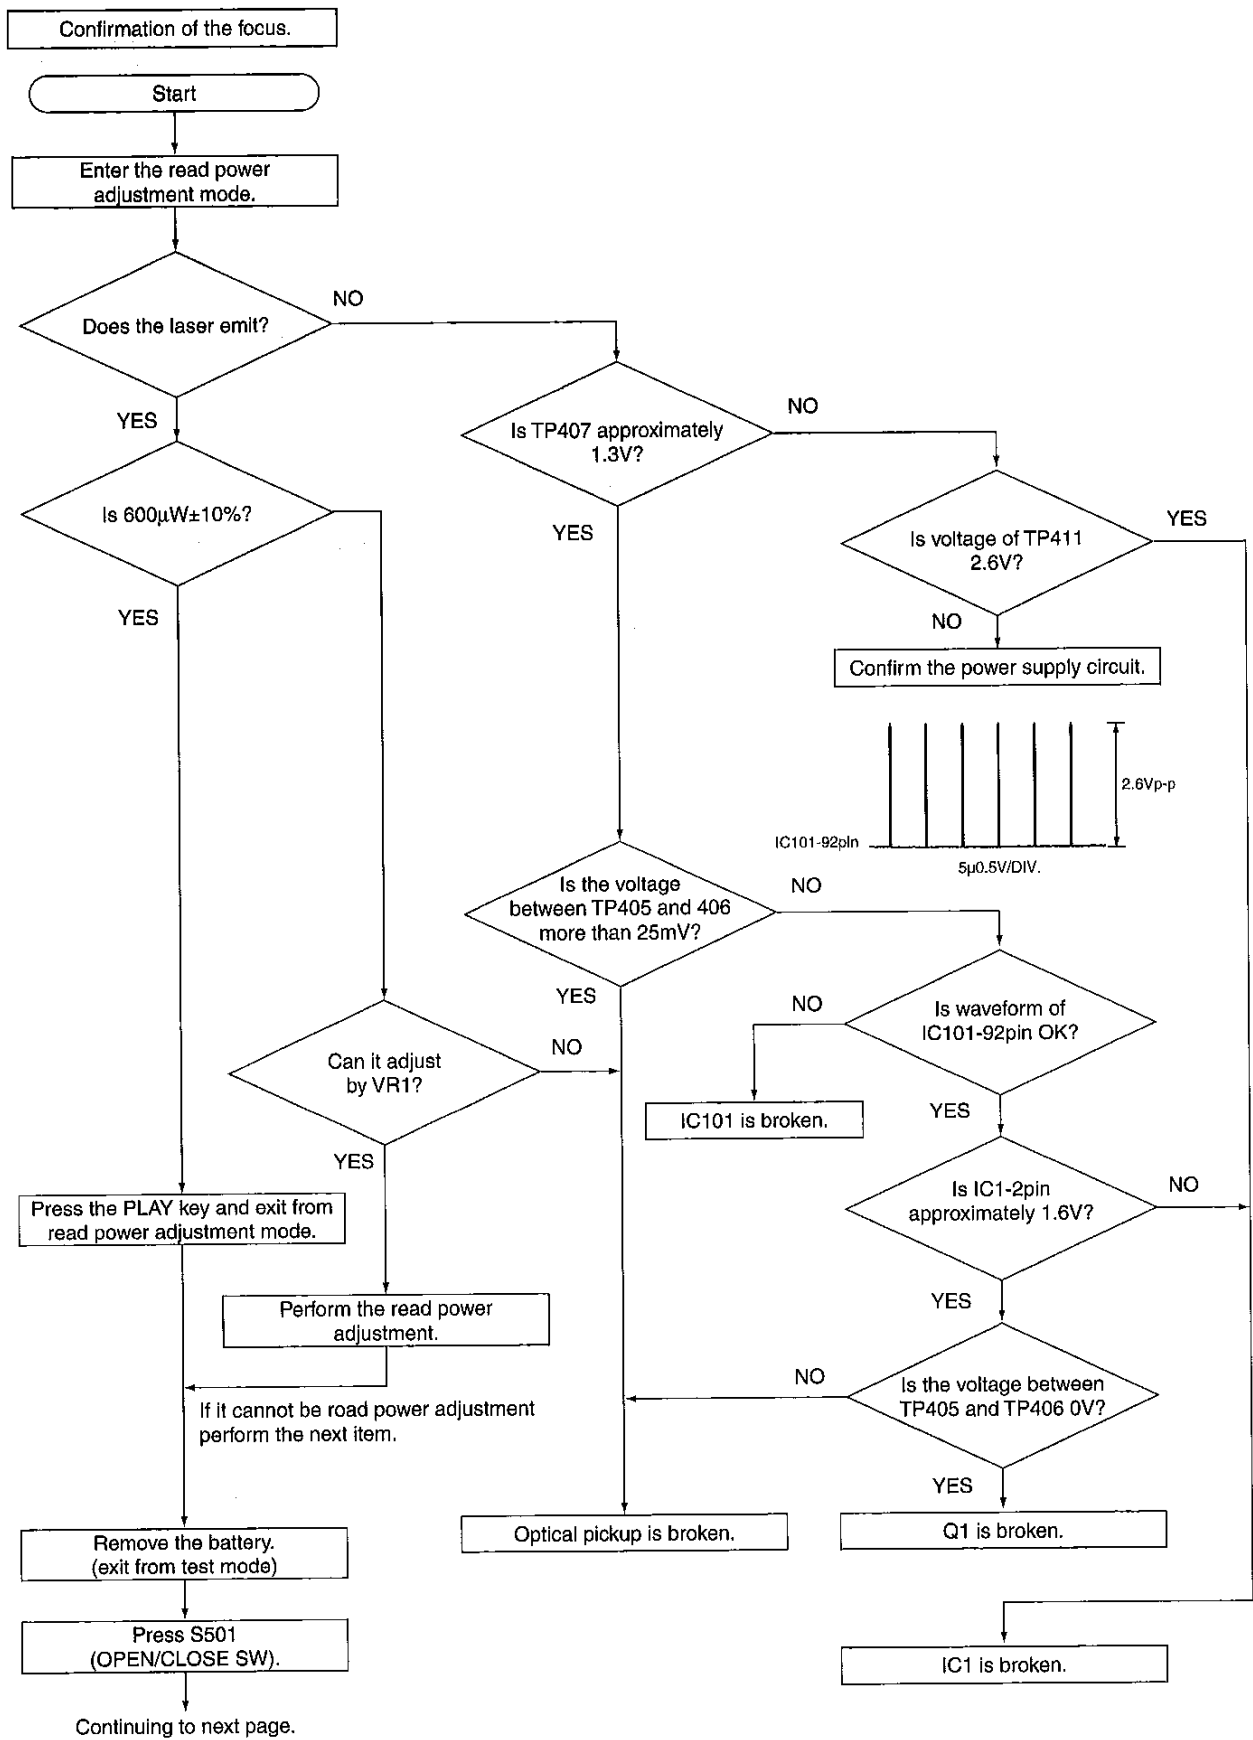 Confirmation of the focus.
Start
Enter the read power
adjustment mode.
Does the laser emit?
NO
YES
Is TP407 approximately
1.3V?
NO
YES
Is 600µW±10%?
YES
Is voltage of TP411
2.6V?
YES
NO
Confirm the power supply circuit.
2.6Vp-p
IC101-92pin
5µ0.5V/DIV.
Is the voltage
between TP405 and 406
more than 25mV?
NO
YES
Is waveform of
IC101-92pin OK?
NO
YES
IC101 is broken.
Can it adjust
by VR1?
NO
YES
Is IC1-2pin
approximately 1.6V?
NO
YES
Press the PLAY key and exit from
read power adjustment mode.
Perform the read power
adjustment.
If it cannot be road power adjustment
perform the next item.
Is the voltage between
TP405 and TP406 0V?
NO
YES
Remove the battery.
(exit from test mode)
Optical pickup is broken.
Q1 is broken.
Press S501
(OPEN/CLOSE SW).
IC1 is broken.
Continuing to next page.